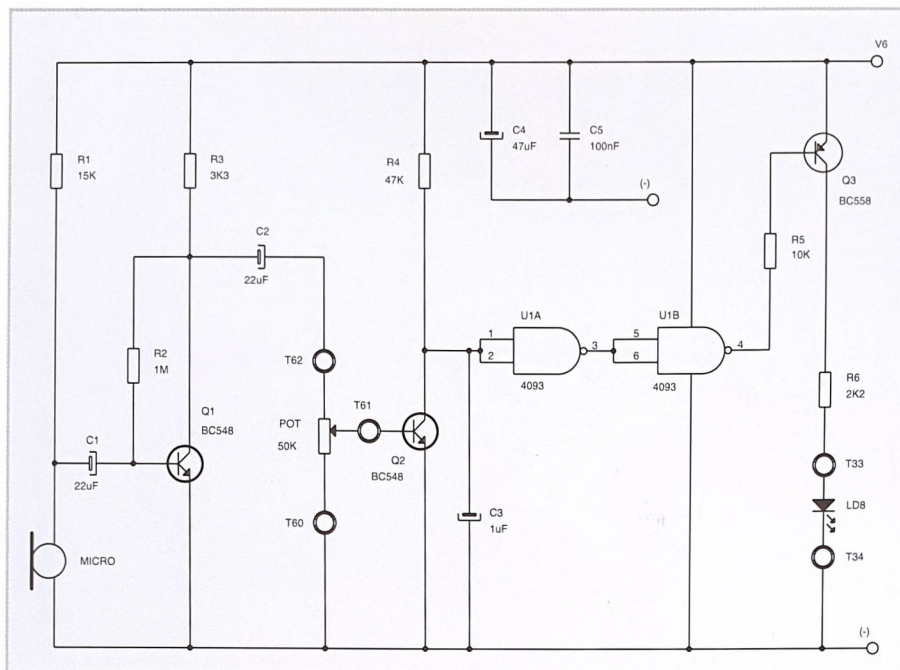 V6
R1
15K
R3
3K3
R4
47K
C4
47uF
C5
100nF
(-)
Q3
BC558
R5
10K
C2
22uF
R2
1M
T62
U1A
1
2
3
4093
U1B
5
6
4
4093
R6
2K2
Q1
BC548
C1
22uF
POT
50K
T61
Q2
BC548
T60
C3
1uF
T33
LD8
T34
MICRO
(-)